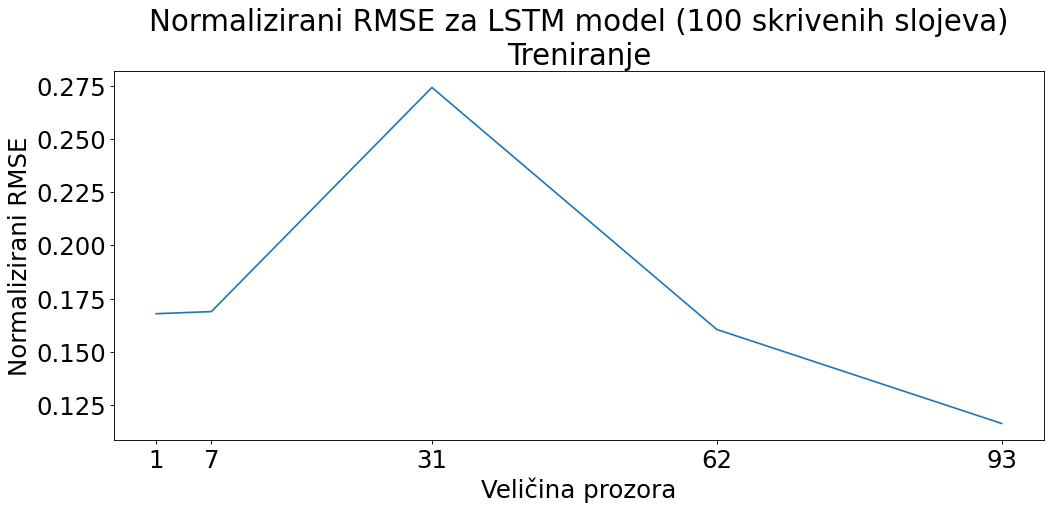 Normalizirani RMSE za LSTM model (100 skrivenih slojeva)
Treniranje
Normalizirani RMSE
0.275
0.250
0.225
0.200
0.175
0.150
0.125
1 7 31 62 93
Veličina prozora